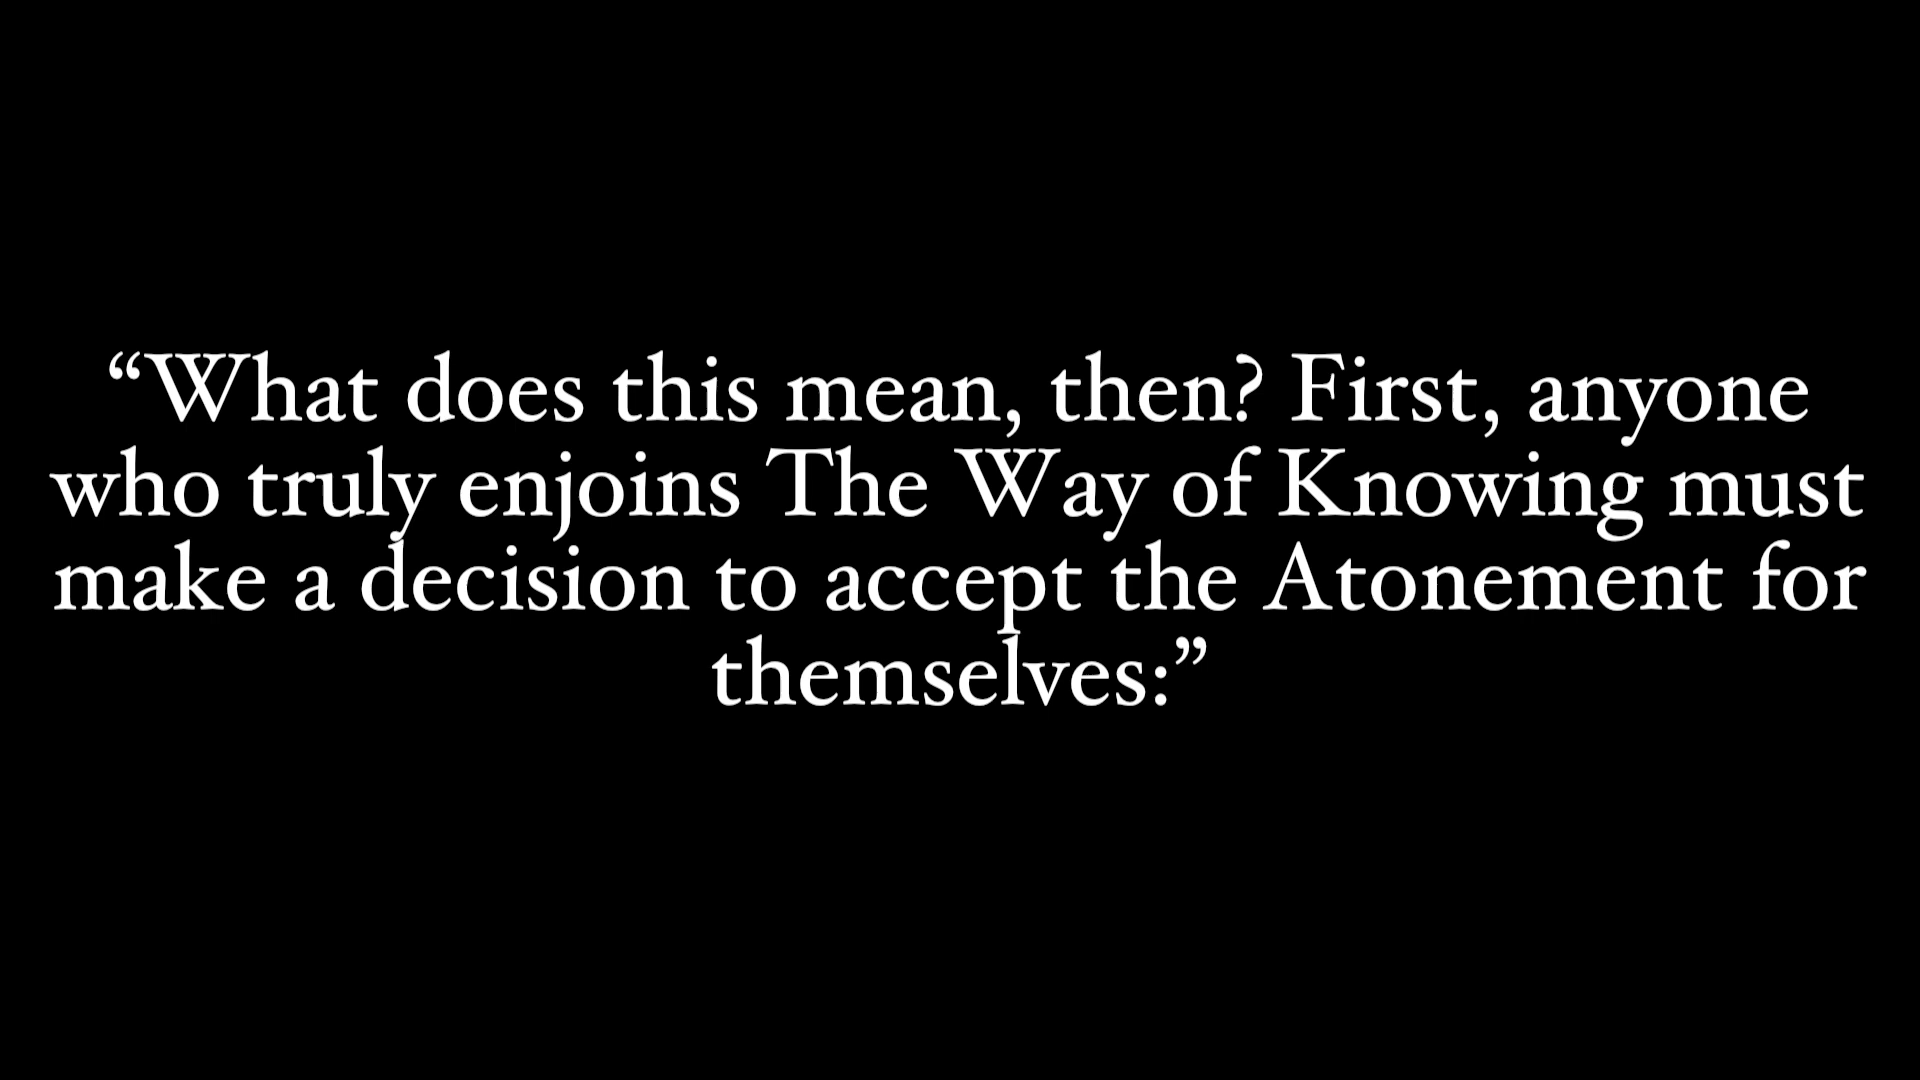 “What does this mean, then? First, anyone
who truly enjoins The Way of Knowing must
make a decision to accept the Atonement for
themselves:”